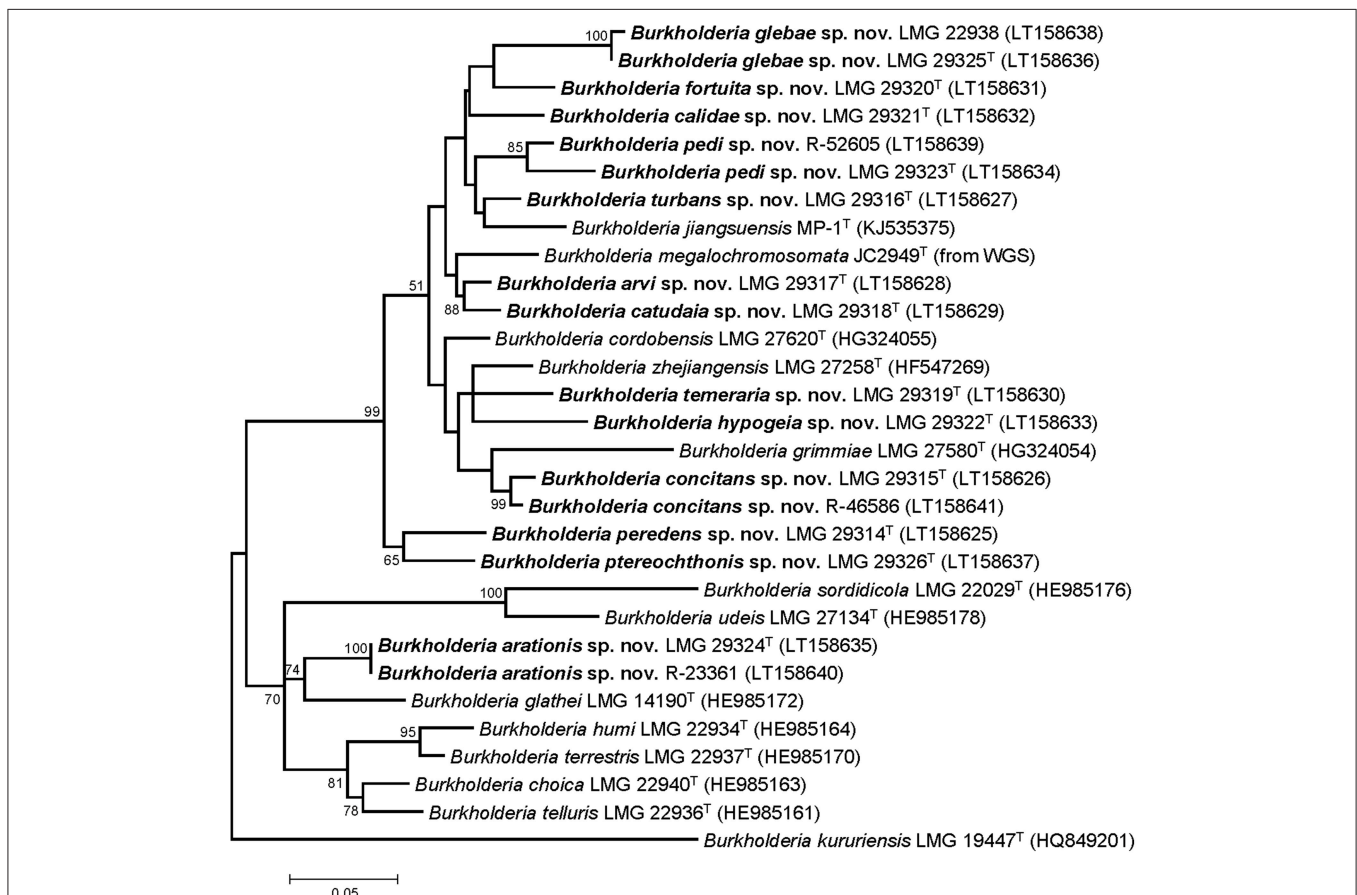 100 Burkholderia glebae sp. nov. LMG 22938 (LT158638)
Burkholderia glebae sp. nov. LMG 29325T (LT158636)
Burkholderia fortuita sp. nov. LMG 29320T (LT158631)
Burkholderia calidae sp. nov. LMG 29321T (LT158632)
85 Burkholderia pedi sp. nov. R-52605 (LT158639)
Burkholderia pedi sp. nov. LMG 29323T (LT158634)
Burkholderia turbans sp. nov. LMG 29316T (LT158627)
Burkholderia jiangsuensis MP-1T (KJ535375)
Burkholderia megalochromosomata JC2949T (from WGS)
51 Burkholderia arvi sp. nov. LMG 29317T (LT158628)
88 Burkholderia catudaia sp. nov. LMG 29318T (LT158629)
Burkholderia cordobensis LMG 27620T (HG324055)
Burkholderia zhejiangensis LMG 27258T (HF547269)
Burkholderia temeraria sp. nov. LMG 29319T (LT158630)
99 Burkholderia hypogeia sp. nov. LMG 29322T (LT158633)
Burkholderia grimmiae LMG 27580T (HG324054)
Burkholderia concitans sp. nov. LMG 29315T (LT158626)
99 Burkholderia concitans sp. nov. R-46586 (LT158641)
Burkholderia peredens sp. nov. LMG 29314T (LT158625)
65 Burkholderia ptereochthonis sp. nov. LMG 29326T (LT158637)
100 Burkholderia sordidicola LMG 22029T (HE985176)
Burkholderia udeis LMG 27134T (HE985178)
100 Burkholderia arationis sp. nov. LMG 29324T (LT158635)
74 Burkholderia arationis sp. nov. R-23361 (LT158640)
70 Burkholderia glathei LMG 14190T (HE985172)
95 Burkholderia humi LMG 22934T (HE985164)
Burkholderia terrestris LMG 22937T (HE985170)
81 Burkholderia choica LMG 22940T (HE985163)
78 Burkholderia telluris LMG 22936T (HE985161)
Burkholderia kururiensis LMG 19447T (HQ849201)
0.05